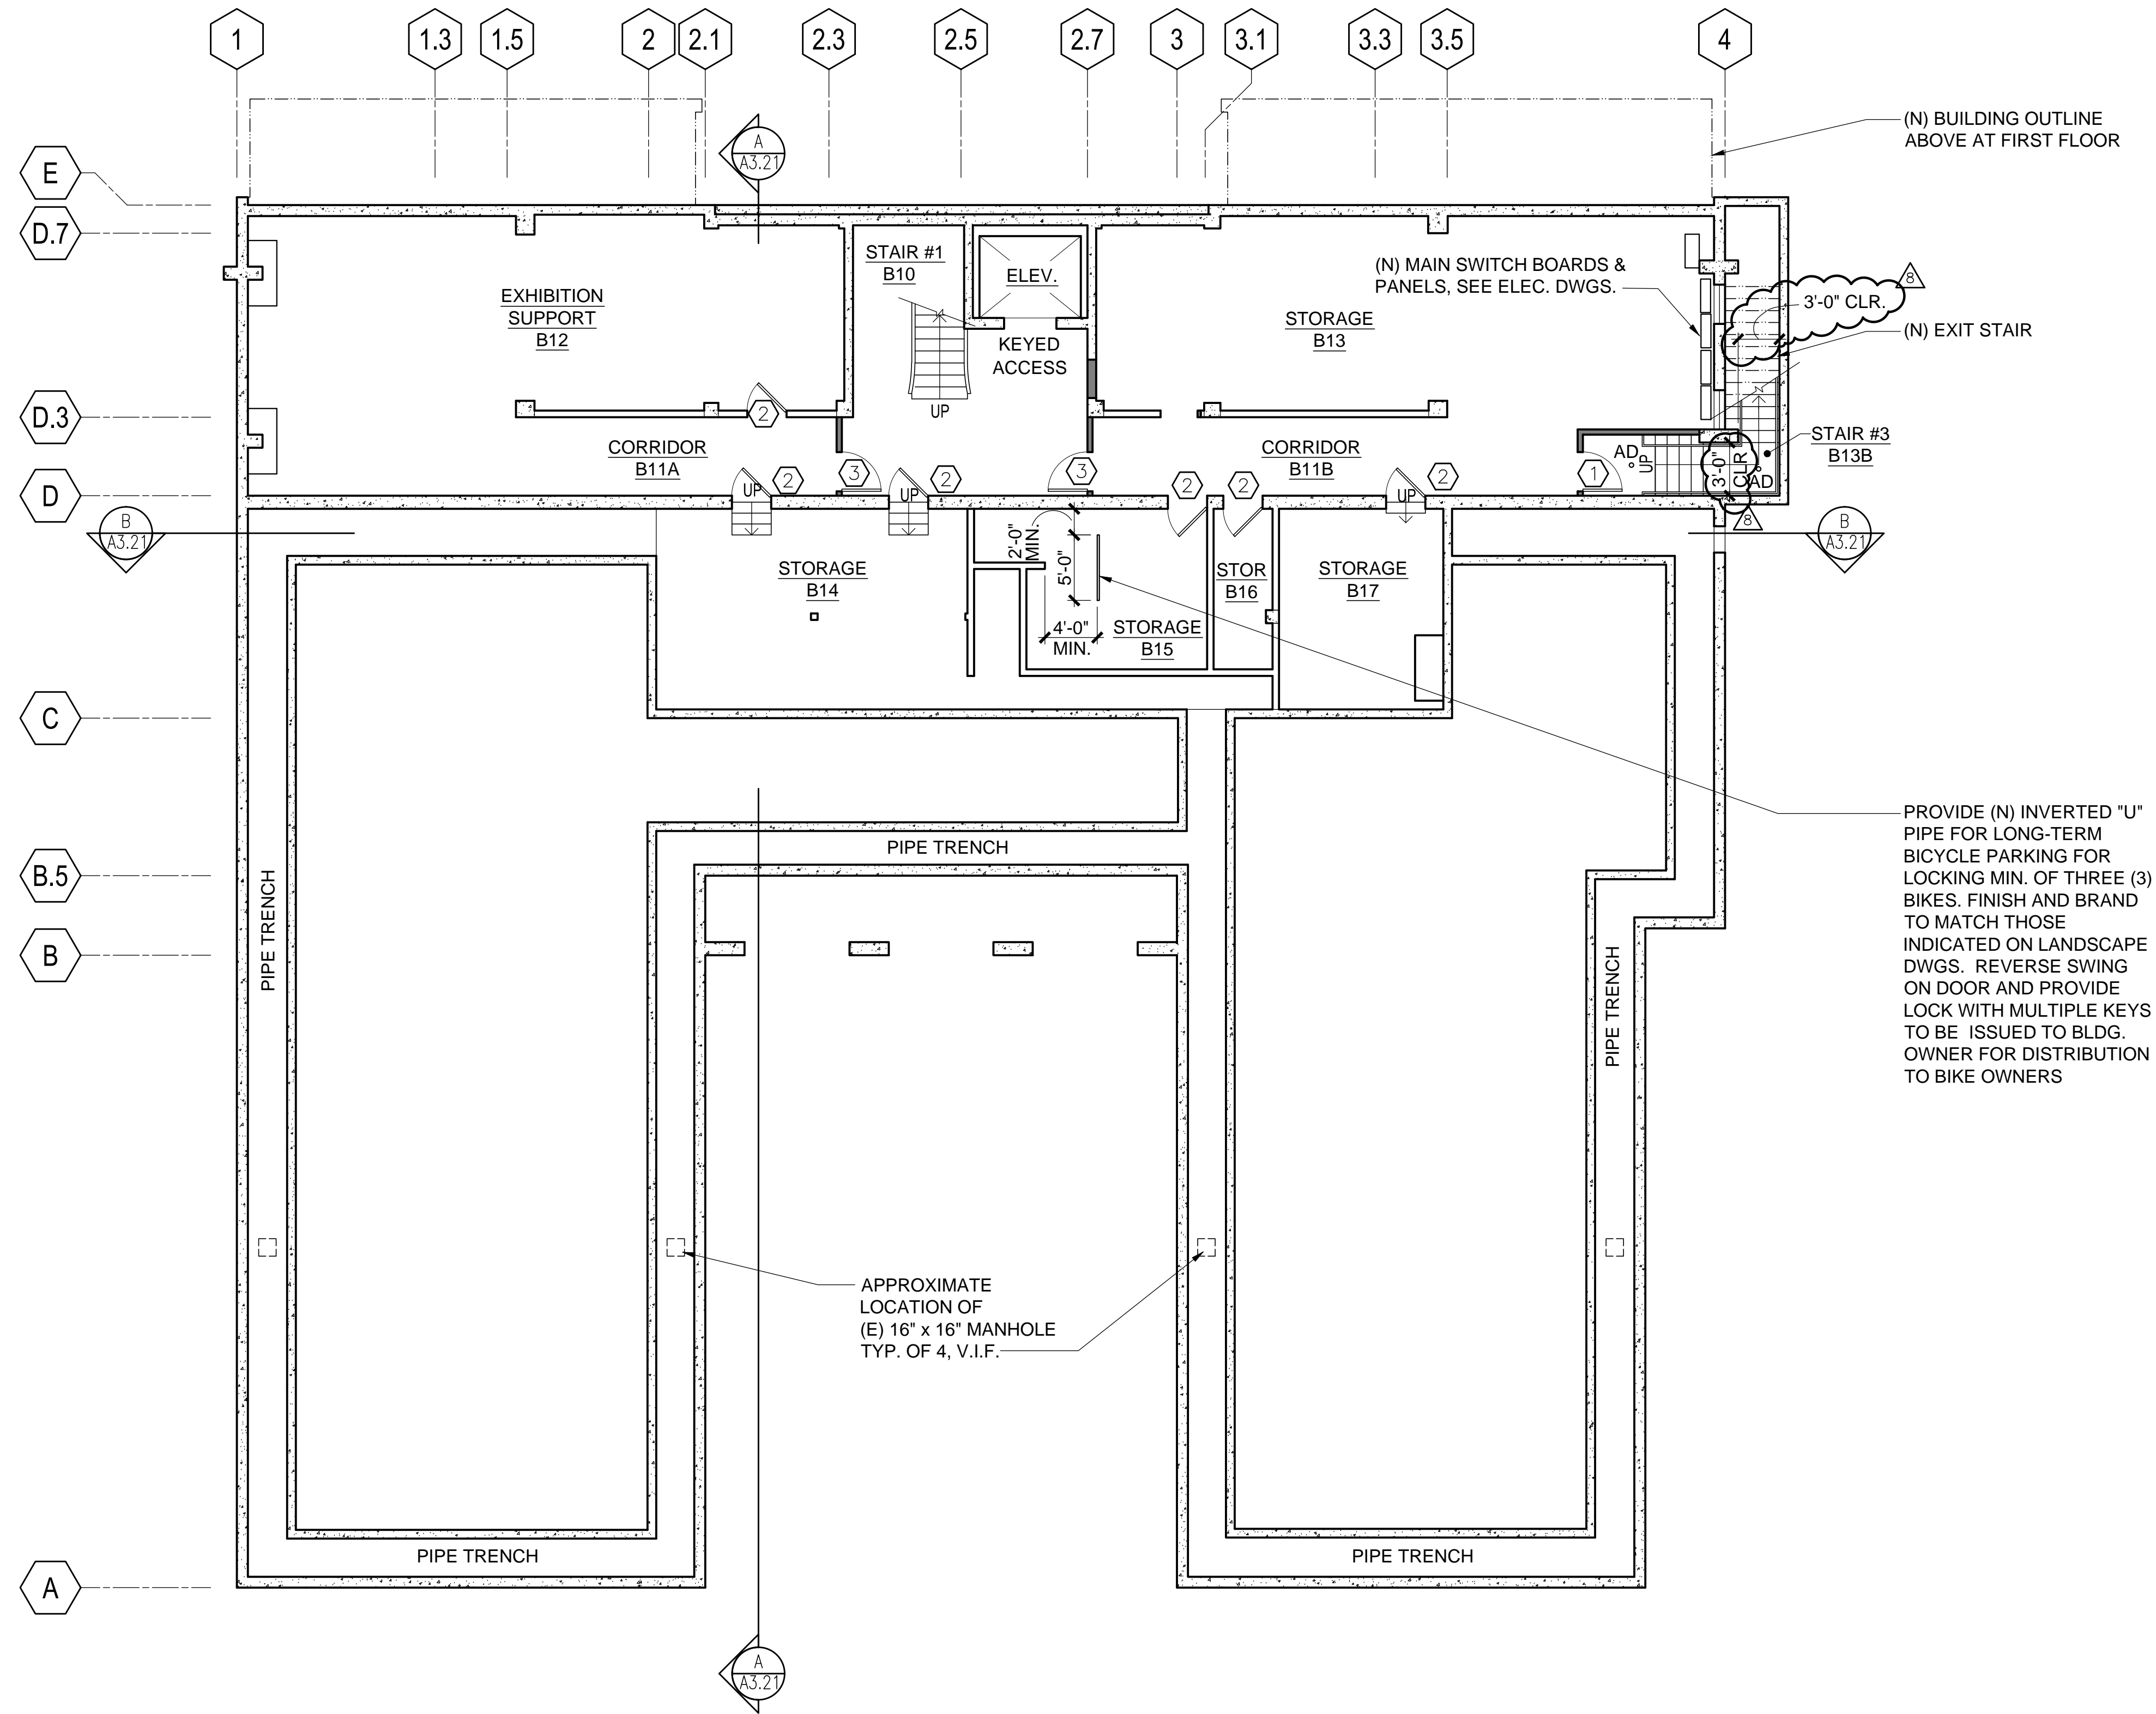 1
1.3
1.5
2
2.1
2.3
2.5
2.7
3
3.1
3.3
3.5
4
(N) BUILDING OUTLINE
ABOVE AT FIRST FLOOR
A
A3.21
E
D.7
D.3
D
C
B.5
B
A
STAIR #1
B10
ELEV.
KEYED
ACCESS
UP
EXHIBITION
SUPPORT
B12
(N) MAIN SWITCH BOARDS &
PANELS, SEE ELEC. DWGS.
STORAGE
B13
8
3'-0" CLR.
(N) EXIT STAIR
2
CORRIDOR
B11A
CORRIDOR
B11B
STAIR #3
B13B
AD
UP
3'-0"
CLR
AD
8
UP
2
3
UP
2
3
2
2
UP
2
1
B
A3.21
B
A3.21
2'-0"
MIN.
5'-0"
4'-0"
MIN.
STORAGE
B14
STORAGE
B15
STOR
B16
STORAGE
B17
PROVIDE (N) INVERTED "U"
PIPE FOR LONG-TERM
BICYCLE PARKING FOR
LOCKING MIN. OF THREE (3)
BIKES. FINISH AND BRAND
TO MATCH THOSE
INDICATED ON LANDSCAPE
DWGS. REVERSE SWING
ON DOOR AND PROVIDE
LOCK WITH MULTIPLE KEYS
TO BE ISSUED TO BLDG.
OWNER FOR DISTRIBUTION
TO BIKE OWNERS
PIPE TRENCH
PIPE TRENCH
PIPE TRENCH
APPROXIMATE
LOCATION OF
(E) 16" x 16" MANHOLE
TYP. OF 4, V.I.F.
PIPE TRENCH
PIPE TRENCH
A
A3.21